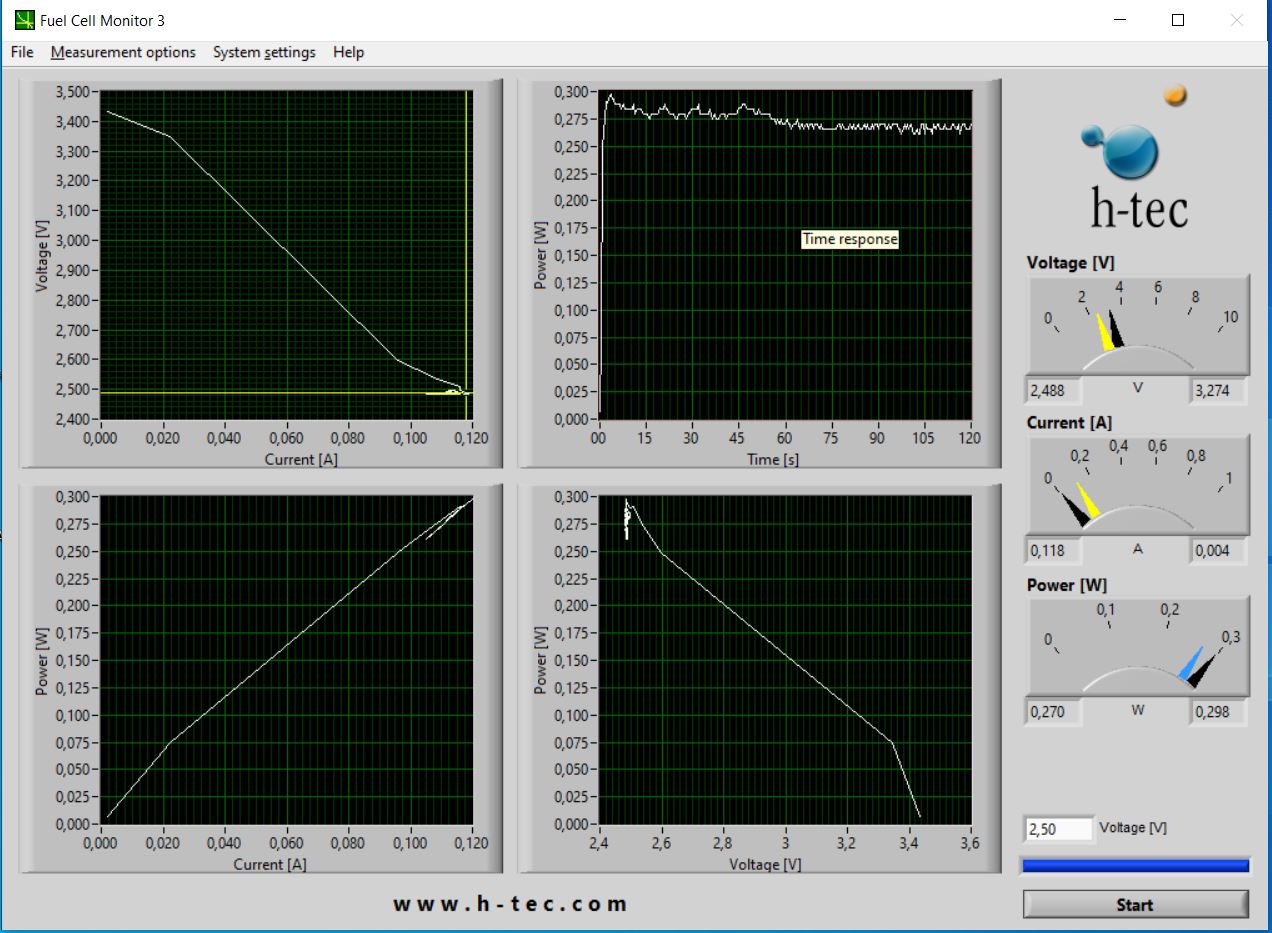 Fuel Cell Monitor 3
File Measurement options System settings Help
3,500
3,400
3,300
3,200
3,100
3,000
2,900
2,800
2,700
2,600
2,500
2,400
Voltage [V]
0,000 0,020 0,040 0,060 0,080 0,100 0,120
Current [A]
0,300
0,275
0,250
0,225
0,200
0,175
0,150
0,125
0,100
0,075
0,050
0,025
0,000
Power [W]
Time response
00 15 30 45 60 75 90 105 120
Time [s]
h-tec
Voltage [V]
0 2 4 6 8 10
2,488 V 3,274
Current [A]
0 0,2 0,4 0,6 0,8 1
0,118 A 0,004
Power [W]
0 0,1 0,2 0,3
0,270 W 0,298
0,300
0,275
0,250
0,225
0,200
0,175
0,150
0,125
0,100
0,075
0,050
0,025
0,000
Power [W]
0,000 0,020 0,040 0,060 0,080 0,100 0,120
Current [A]
0,300
0,275
0,250
0,225
0,200
0,175
0,150
0,125
0,100
0,075
0,050
0,025
0,000
Power [W]
2,4 2,6 2,8 3 3,2 3,4 3,6
Voltage [V]
2,50 Voltage [V]
Start
www.h-tec.com